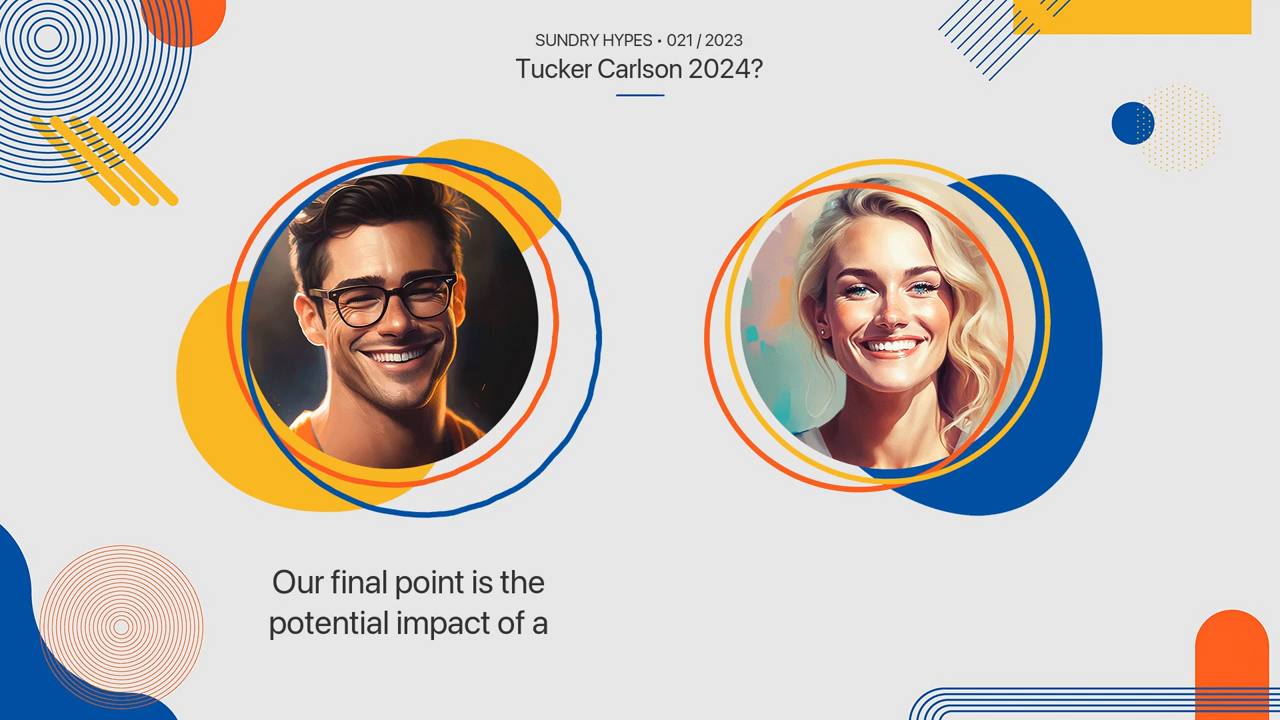 SUNDRY HYPES • 021 / 2023
Tucker Carlson 2024?
Our final point is the
potential impact of a